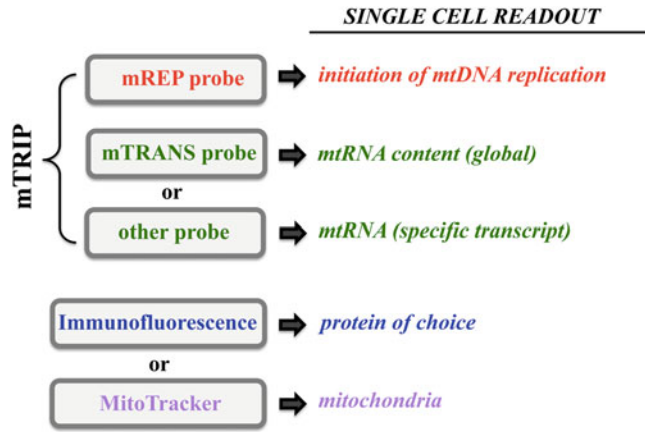 SINGLE CELL READOUT
mTRIP
mREP probe
initiation of mtDNA replication
mTRANS probe
mtRNA content (global)
or
other probe
mtRNA (specific transcript)
Immunofluorescence
protein of choice
or
MitoTracker
mitochondria